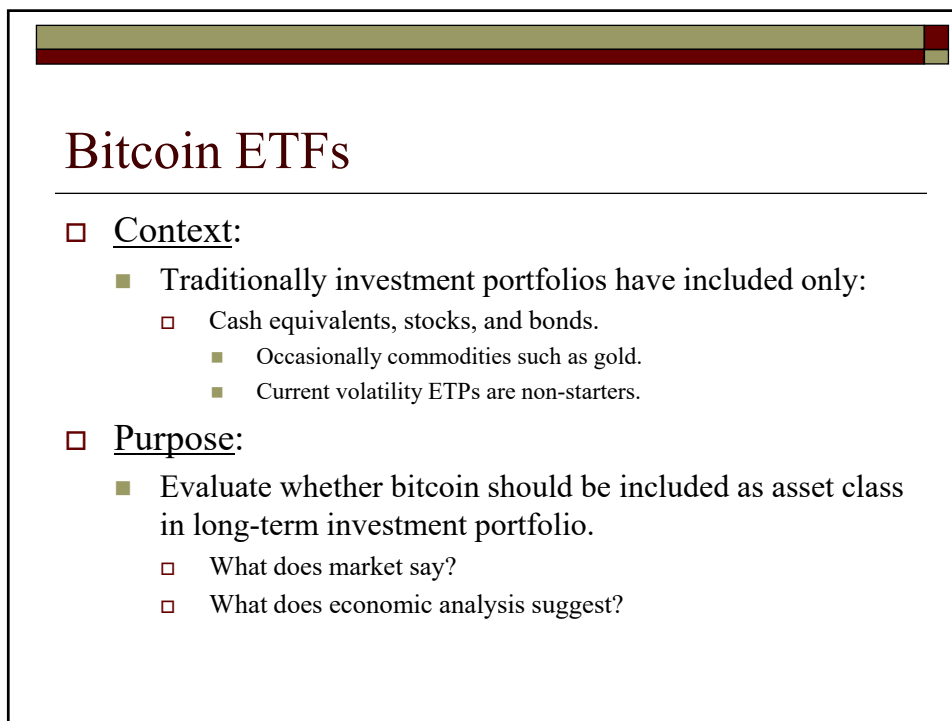 Bitcoin ETFs
Context:
Traditionally investment portfolios have included only:
Cash equivalents, stocks, and bonds.
Occasionally commodities such as gold.
Current volatility ETPs are non-starters.
Purpose:
Evaluate whether bitcoin should be included as asset class
in long-term investment portfolio.
What does market say?
What does economic analysis suggest?